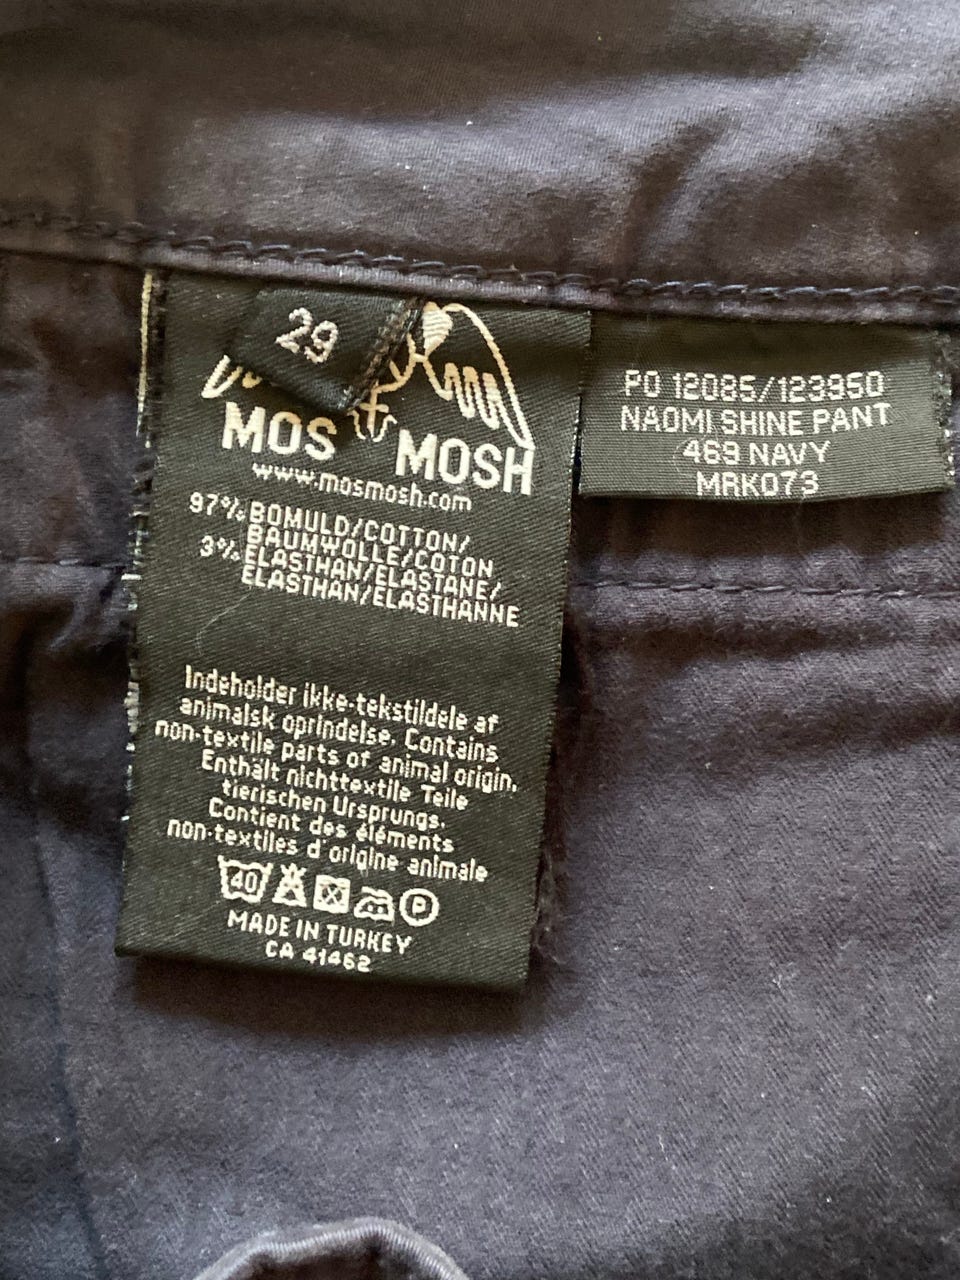 29
MOS MOSH
www.mosmosh.com
97% BOMULD/COTTON/
BAUMWOLLE/COTON
3% ELASTHAN/ELASTANE/
ELASTHAN/ELASTHANNE
Indeholder ikke-tekstildele af
animalsk oprindelse. Contains
non-textile parts of animal origin.
Enthält nichttextile Teile
tierischen Ursprungs.
Contient des éléments
non-textiles d'origine animale
40 P
MADE IN TURKEY
CA 41462
PO 12085/123950
NAOMI SHINE PANT
469 NAVY
MRK073